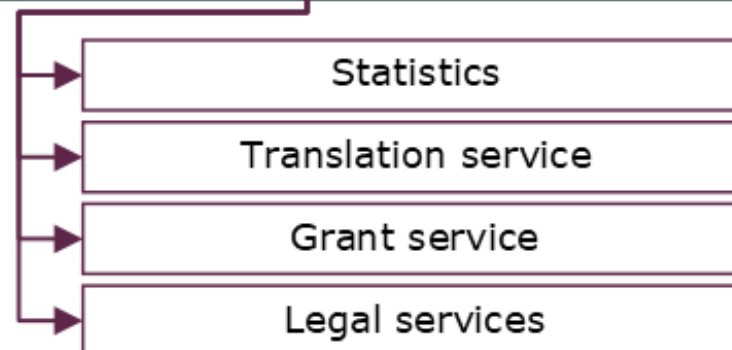 Statistics
Translation service
Grant service
Legal services